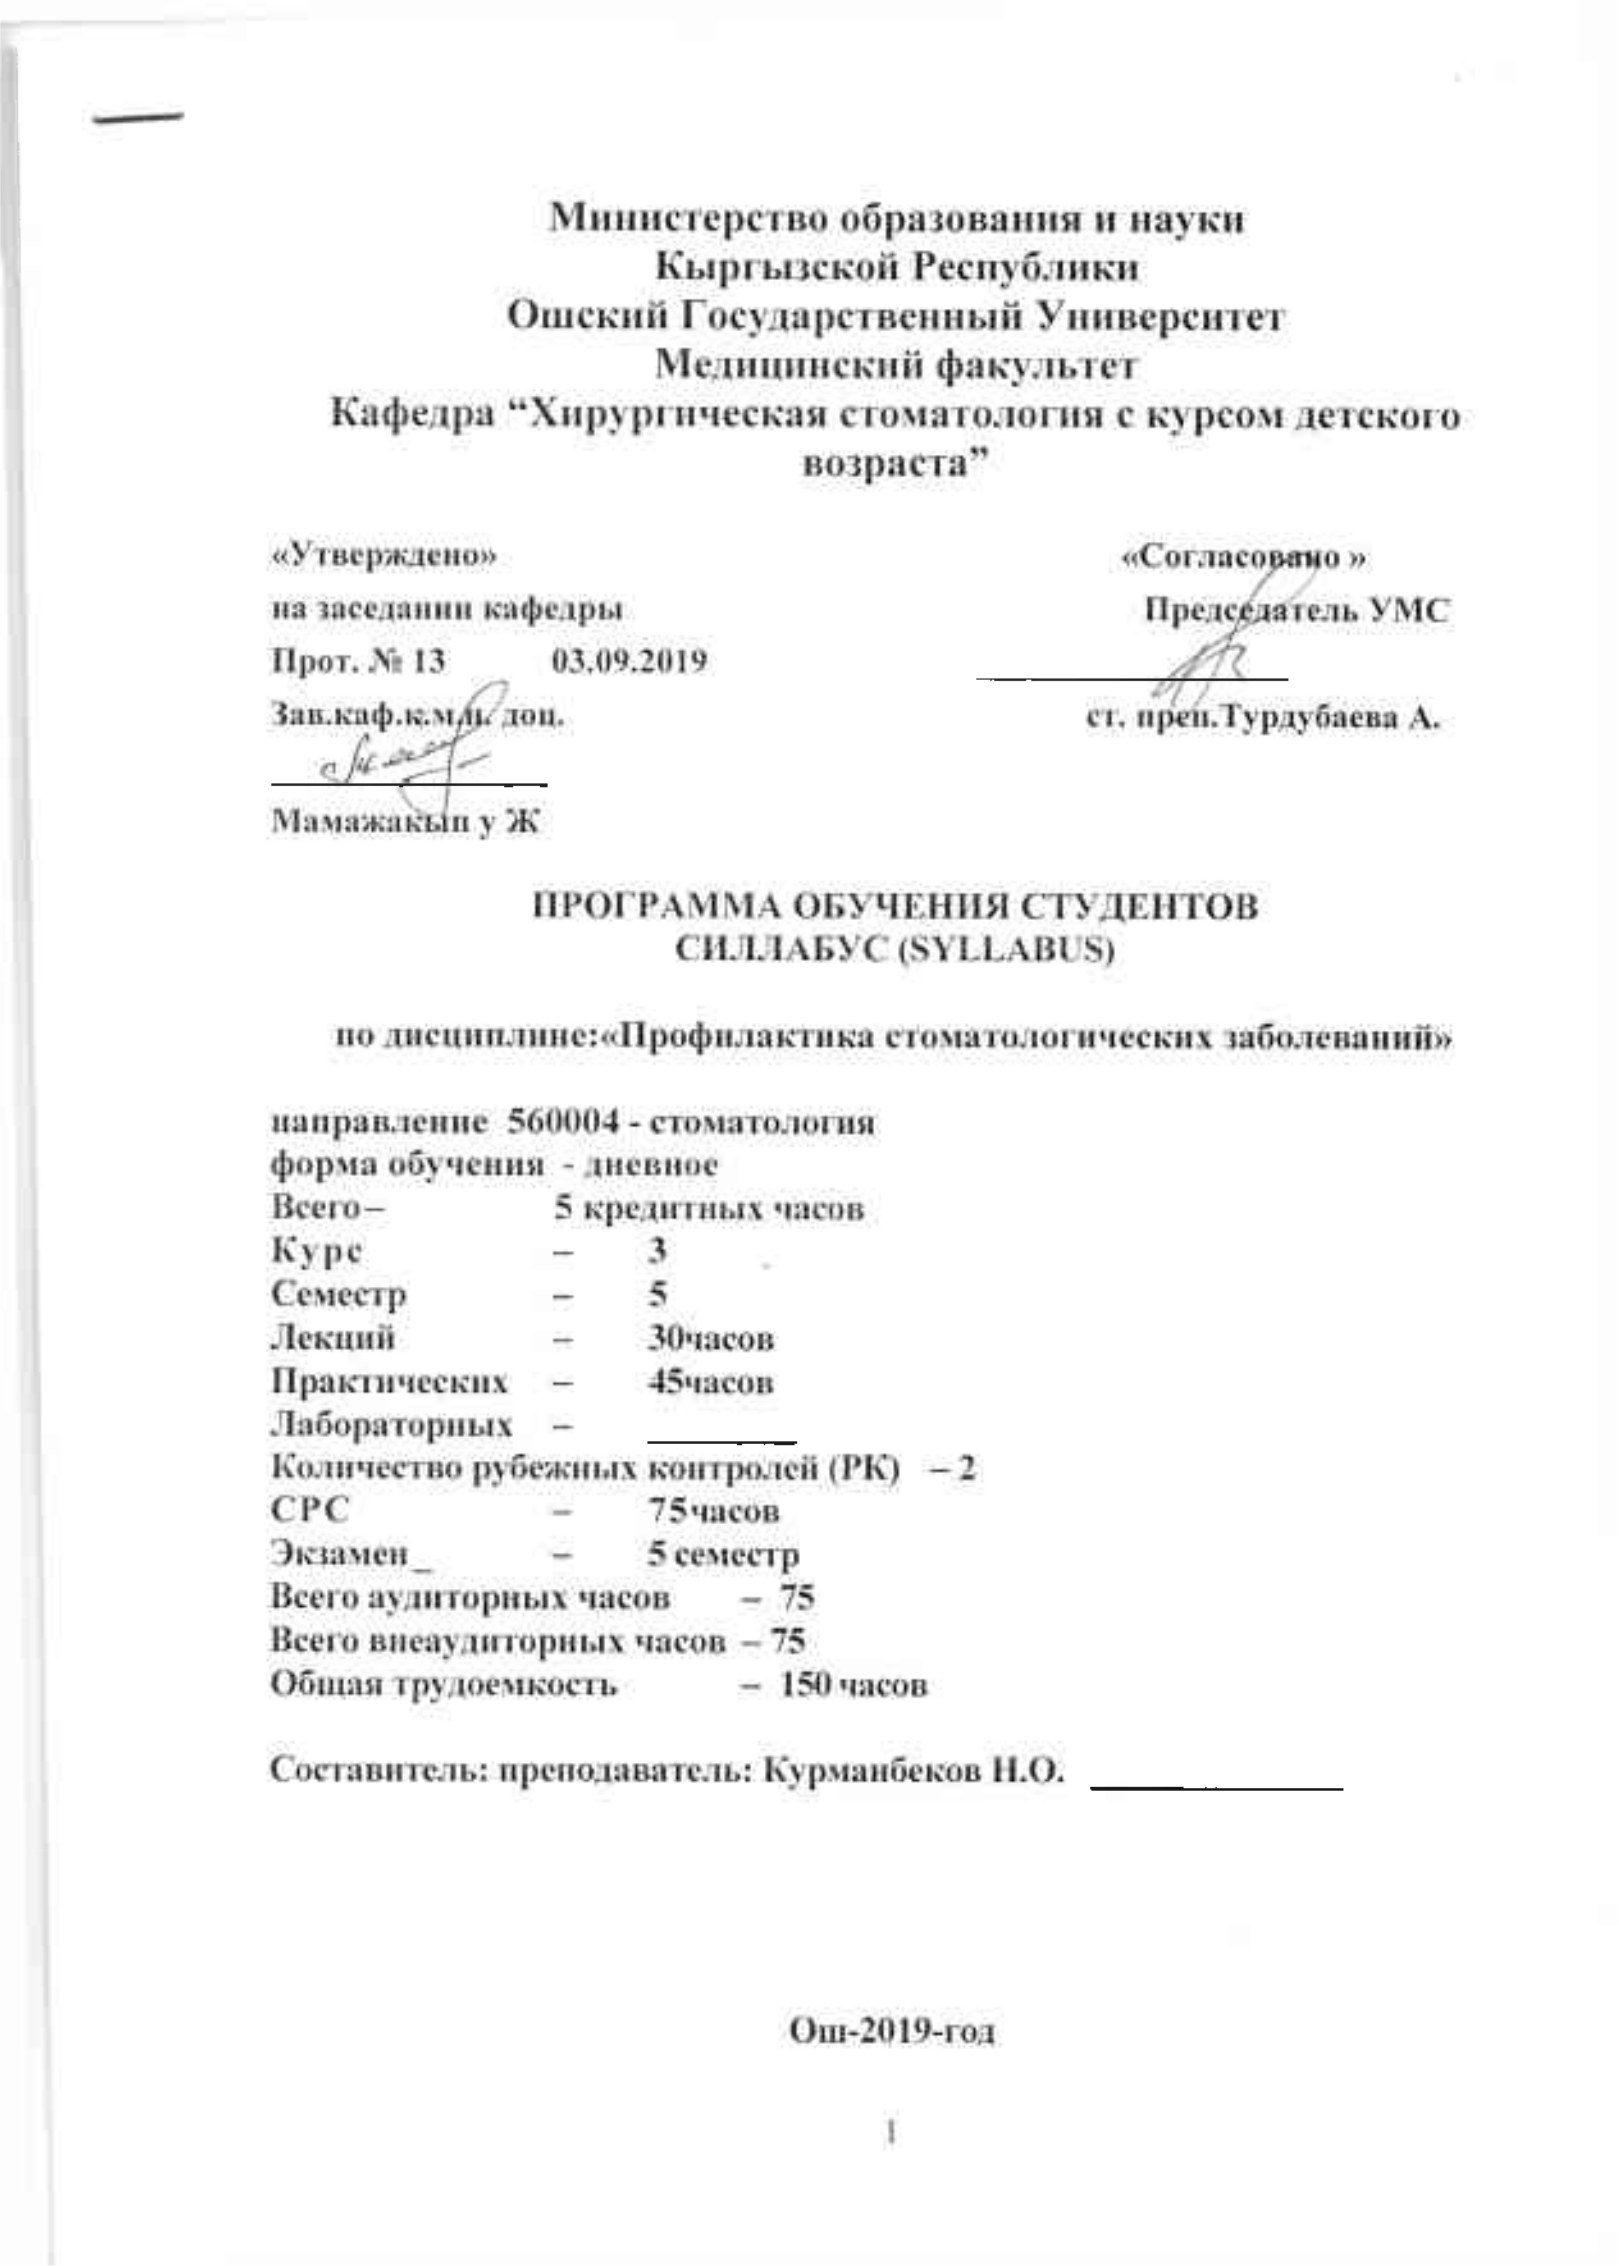 Министерство образования и науки
Кыргызской Республики
Ошский Государственный Университет
Медицинский факультет
Кафедра “Хирургическая стоматология с курсом детского
возраста”
«Утверждено» «Согласовано »
на заседании кафедры Председатель УМС
Прот. № 13 03.09.2019
Зав.каф.к.м.н. доц. ст. преп.Турдубаева А.
Мамажакып у Ж
ПРОГРАММА ОБУЧЕНИЯ СТУДЕНТОВ
СИЛЛАБУС (SYLLABUS)
по дисциплине:«Профилактика стоматологических заболеваний»
направление 560004 - стоматология
форма обучения - дневное
Всего– 5 кредитных часов
Курс – 3
Семестр – 5
Лекций – 30часов
Практических – 45часов
Лабораторных – ________
Количество рубежных контролей (РК) – 2
СРС – 75часов
Экзамен_ – 5 семестр
Всего аудиторных часов – 75
Всего внеаудиторных часов – 75
Общая трудоемкость – 150 часов
Составитель: преподаватель: Курманбеков Н.О. ____________
Ош-2019-год
1